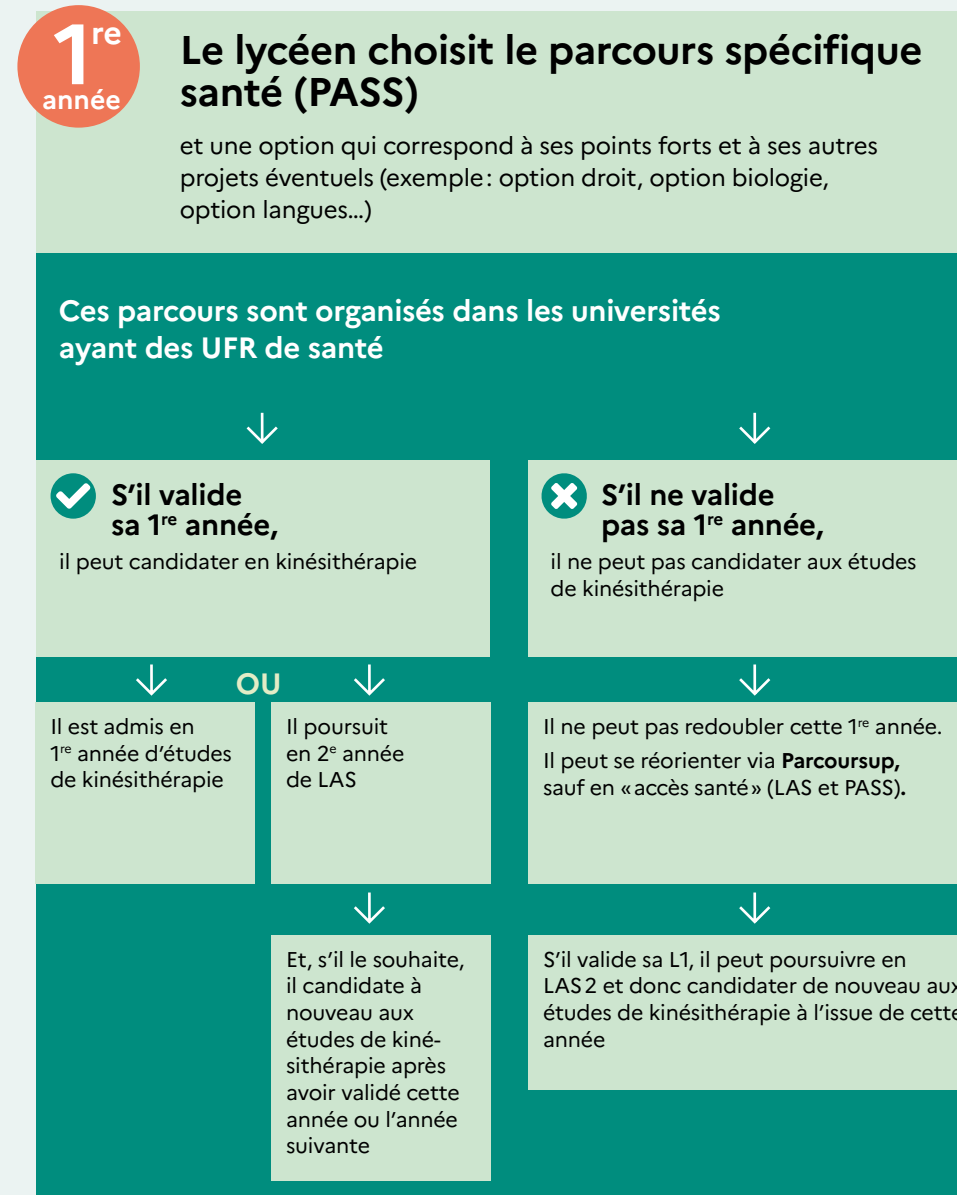 1re
année
Le lycéen choisit le parcours spécifique
santé (PASS)
et une option qui correspond à ses points forts et à ses autres
projets éventuels (exemple : option droit, option biologie,
option langues…)
Ces parcours sont organisés dans les universités
ayant des UFR de santé
S’il valide
sa 1re année,
il peut candidater en kinésithérapie
S’il ne valide
pas sa 1re année,
il ne peut pas candidater aux études
de kinésithérapie
OU
Il est admis en
1re année d’études
de kinésithérapie
Il poursuit
en 2e année
de LAS
Il ne peut pas redoubler cette 1re année.
Il peut se réorienter via Parcoursup,
sauf en « accès santé » (LAS et PASS).
Et, s’il le souhaite,
il candidate à
nouveau aux
études de kiné-
sithérapie après
avoir validé cette
année ou l’année
suivante
S’il valide sa L1, il peut poursuivre en
LAS 2 et donc candidater de nouveau aux
études de kinésithérapie à l’issue de cette
année